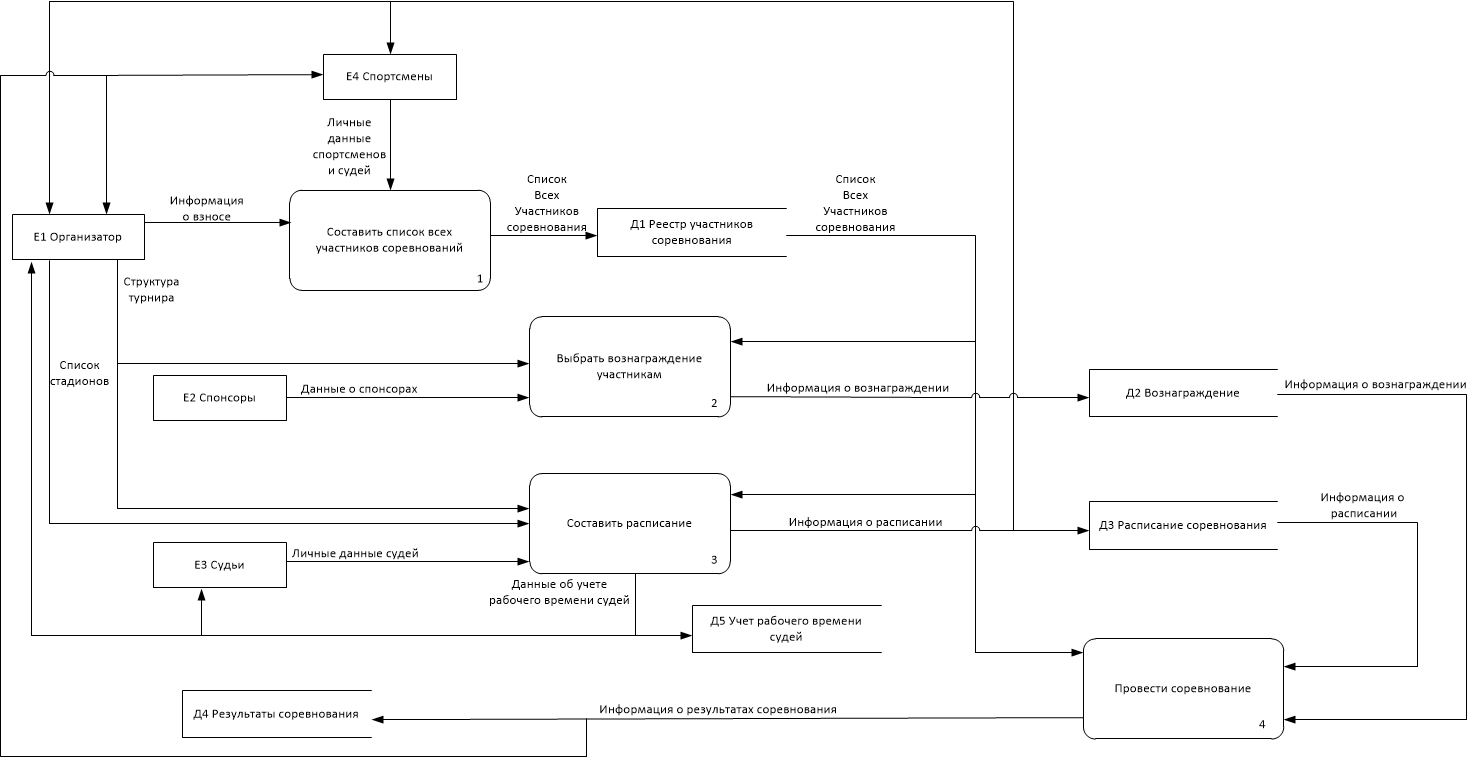 Е4 Спортсмены
Личные
данные
спортсменов
и судей
Информация
о взносе
Е1 Организатор
Составить список всех
участников соревнований
1
Список
Всех
Участников
соревнования
Д1 Реестр участников
соревнования
Список
Всех
Участников
соревнования
Структура
турнира
Список
стадионов
Выбрать вознаграждение
участникам
2
Е2 Спонсоры
Данные о спонсорах
Информация о вознаграждении
Д2 Вознаграждение
Информация о вознаграждении
Составить расписание
3
Информация о расписании
Д3 Расписание соревнования
Информация о
расписании
Е3 Судьи
Личные данные судей
Данные об учете
рабочего времени судей
Д5 Учет рабочего времени
судей
Провести соревнование
4
Информация о результатах соревнования
Д4 Результаты соревнования